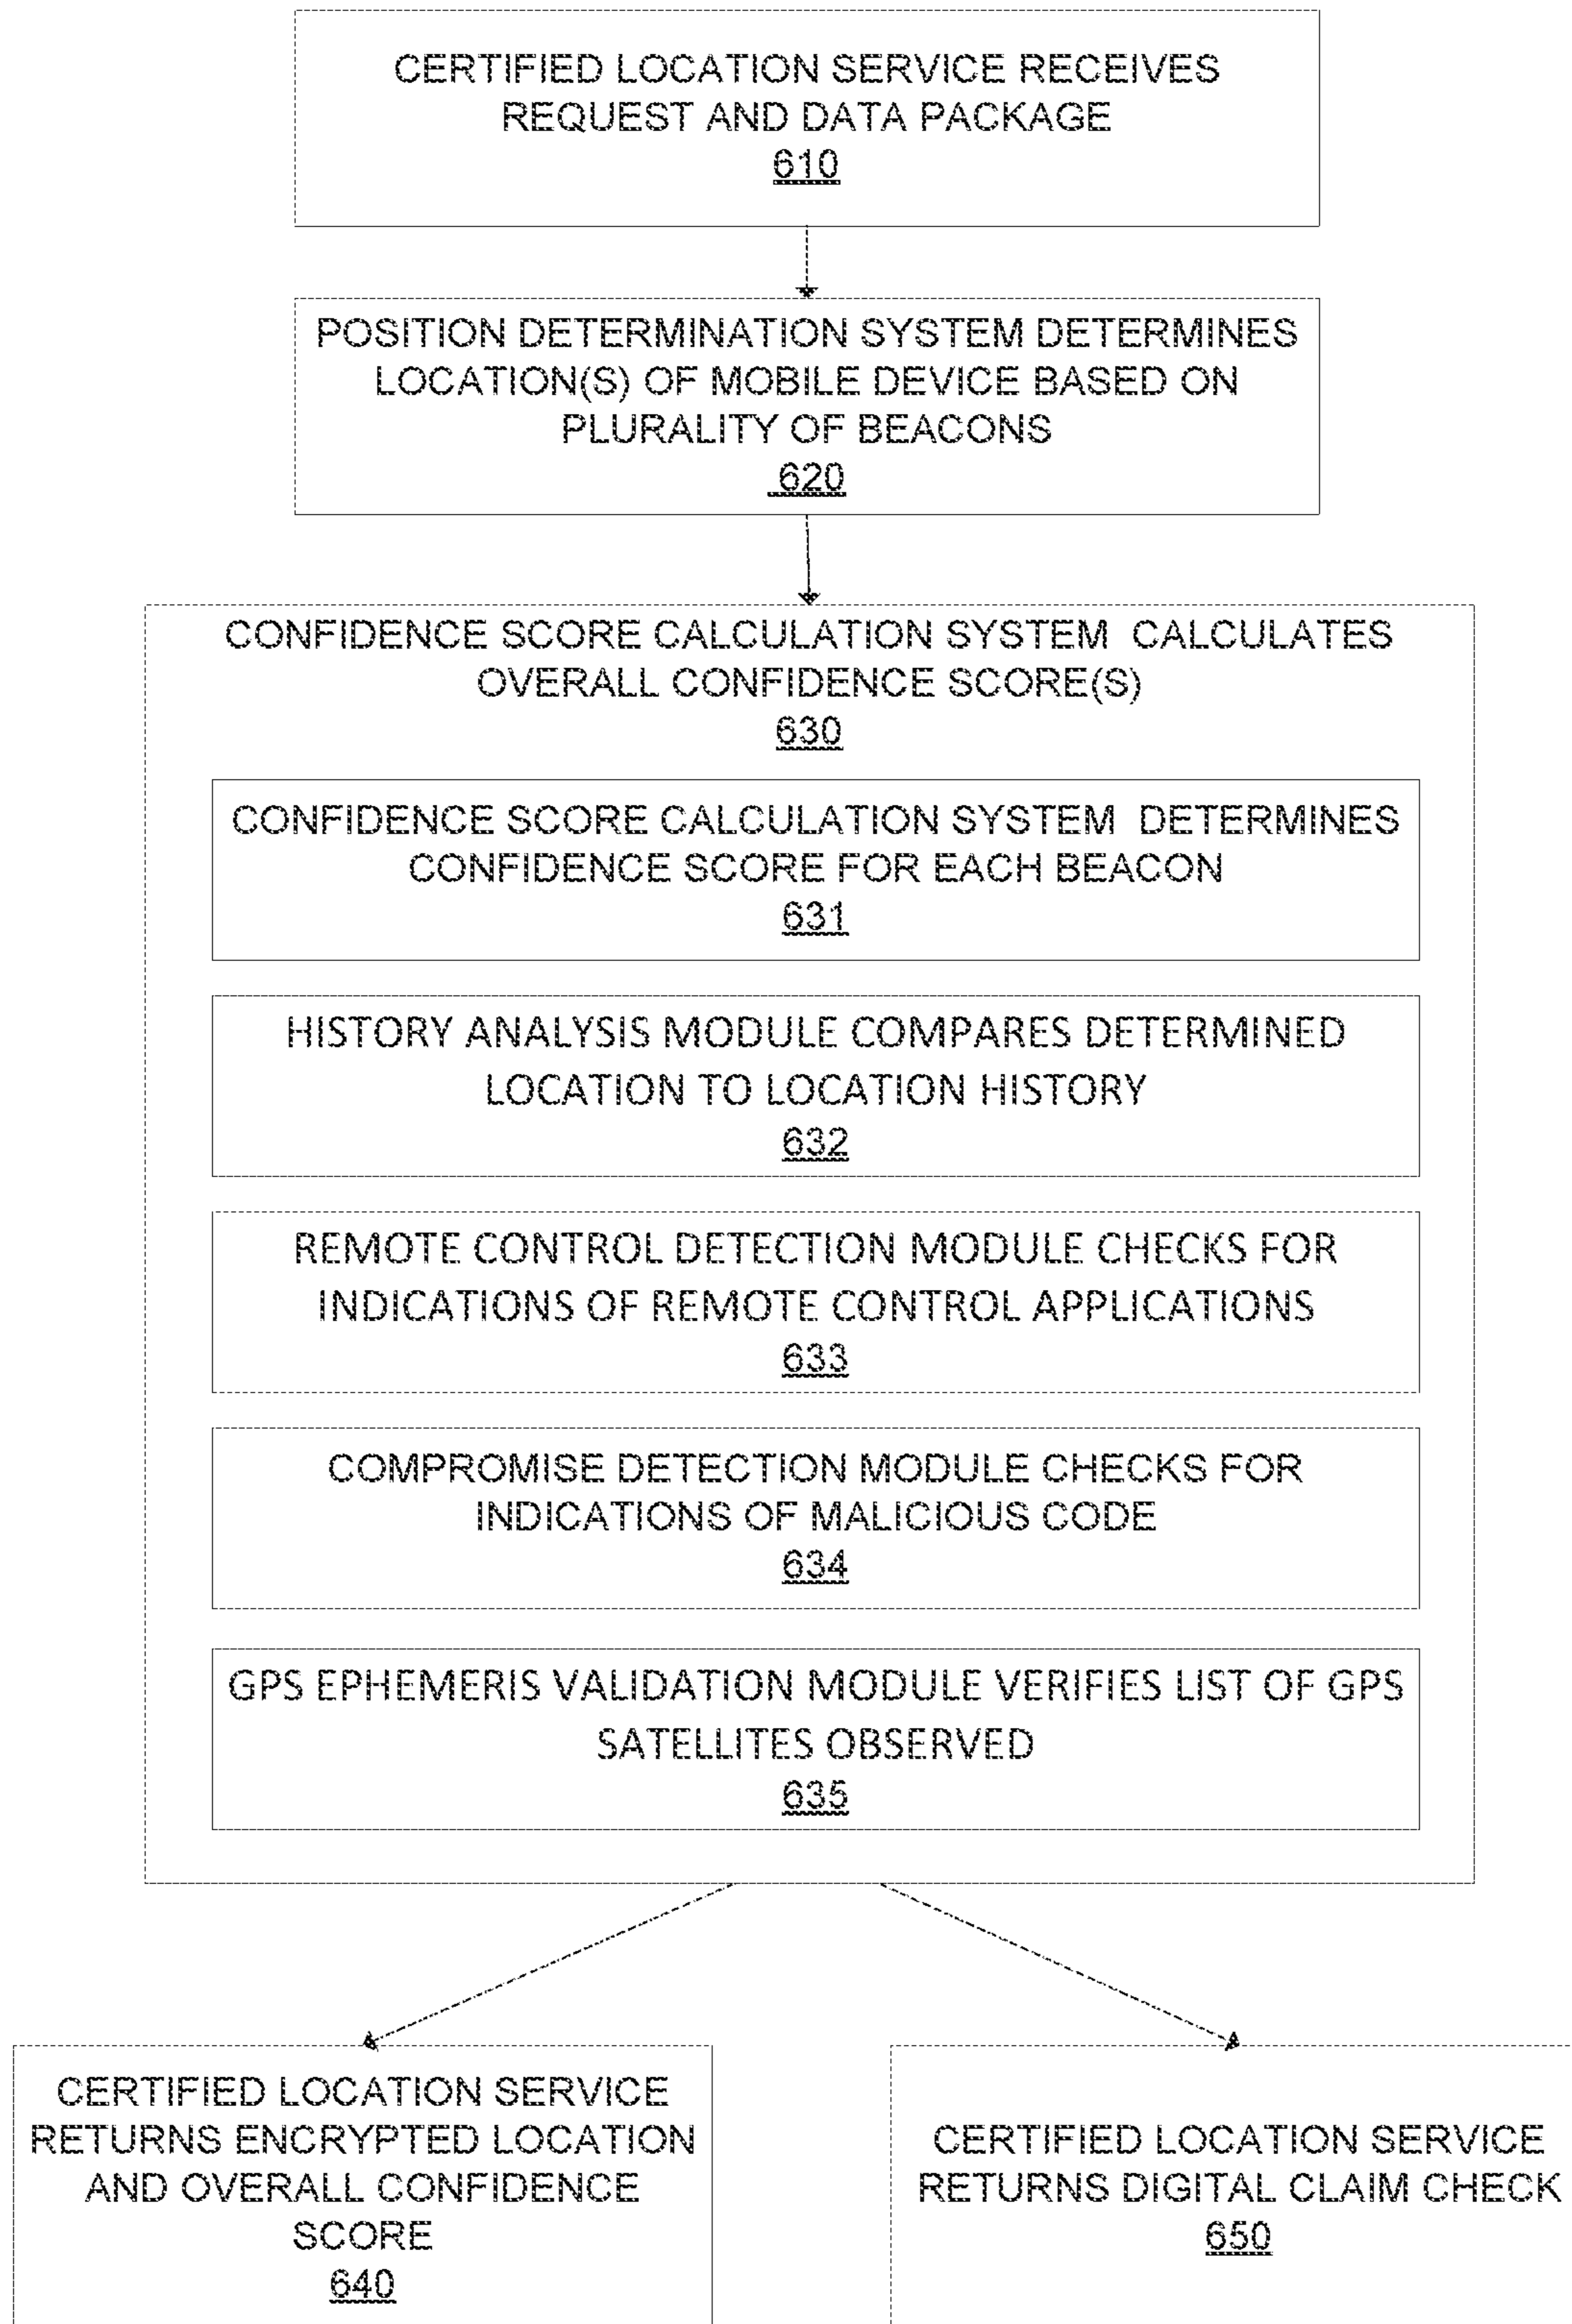 CERTIFIED LOCATION SERVICE RECEIVES
REQUEST AND DATA PACKAGE
610
POSITION DETERMINATION SYSTEM DETERMINES
LOCATION(S) OF MOBILE DEVICE BASED ON
PLURALITY OF BEACONS
620
CONFIDENCE SCORE CALCULATION SYSTEM CALCULATES
OVERALL CONFIDENCE SCORE(S)
630
CONFIDENCE SCORE CALCULATION SYSTEM DETERMINES
CONFIDENCE SCORE FOR EACH BEACON
631
HISTORY ANALYSIS MODULE COMPARES DETERMINED
LOCATION TO LOCATION HISTORY
632
REMOTE CONTROL DETECTION MODULE CHECKS FOR
INDICATIONS OF REMOTE CONTROL APPLICATIONS
633
COMPROMISE DETECTION MODULE CHECKS FOR
INDICATIONS OF MALICIOUS CODE
634
GPS EPHEMERIS VALIDATION MODULE VERIFIES LIST OF GPS
SATELLITES OBSERVED
635
CERTIFIED LOCATION SERVICE
RETURNS ENCRYPTED LOCATION
AND OVERALL CONFIDENCE
SCORE
640
CERTIFIED LOCATION SERVICE
RETURNS DIGITAL CLAIM CHECK
650